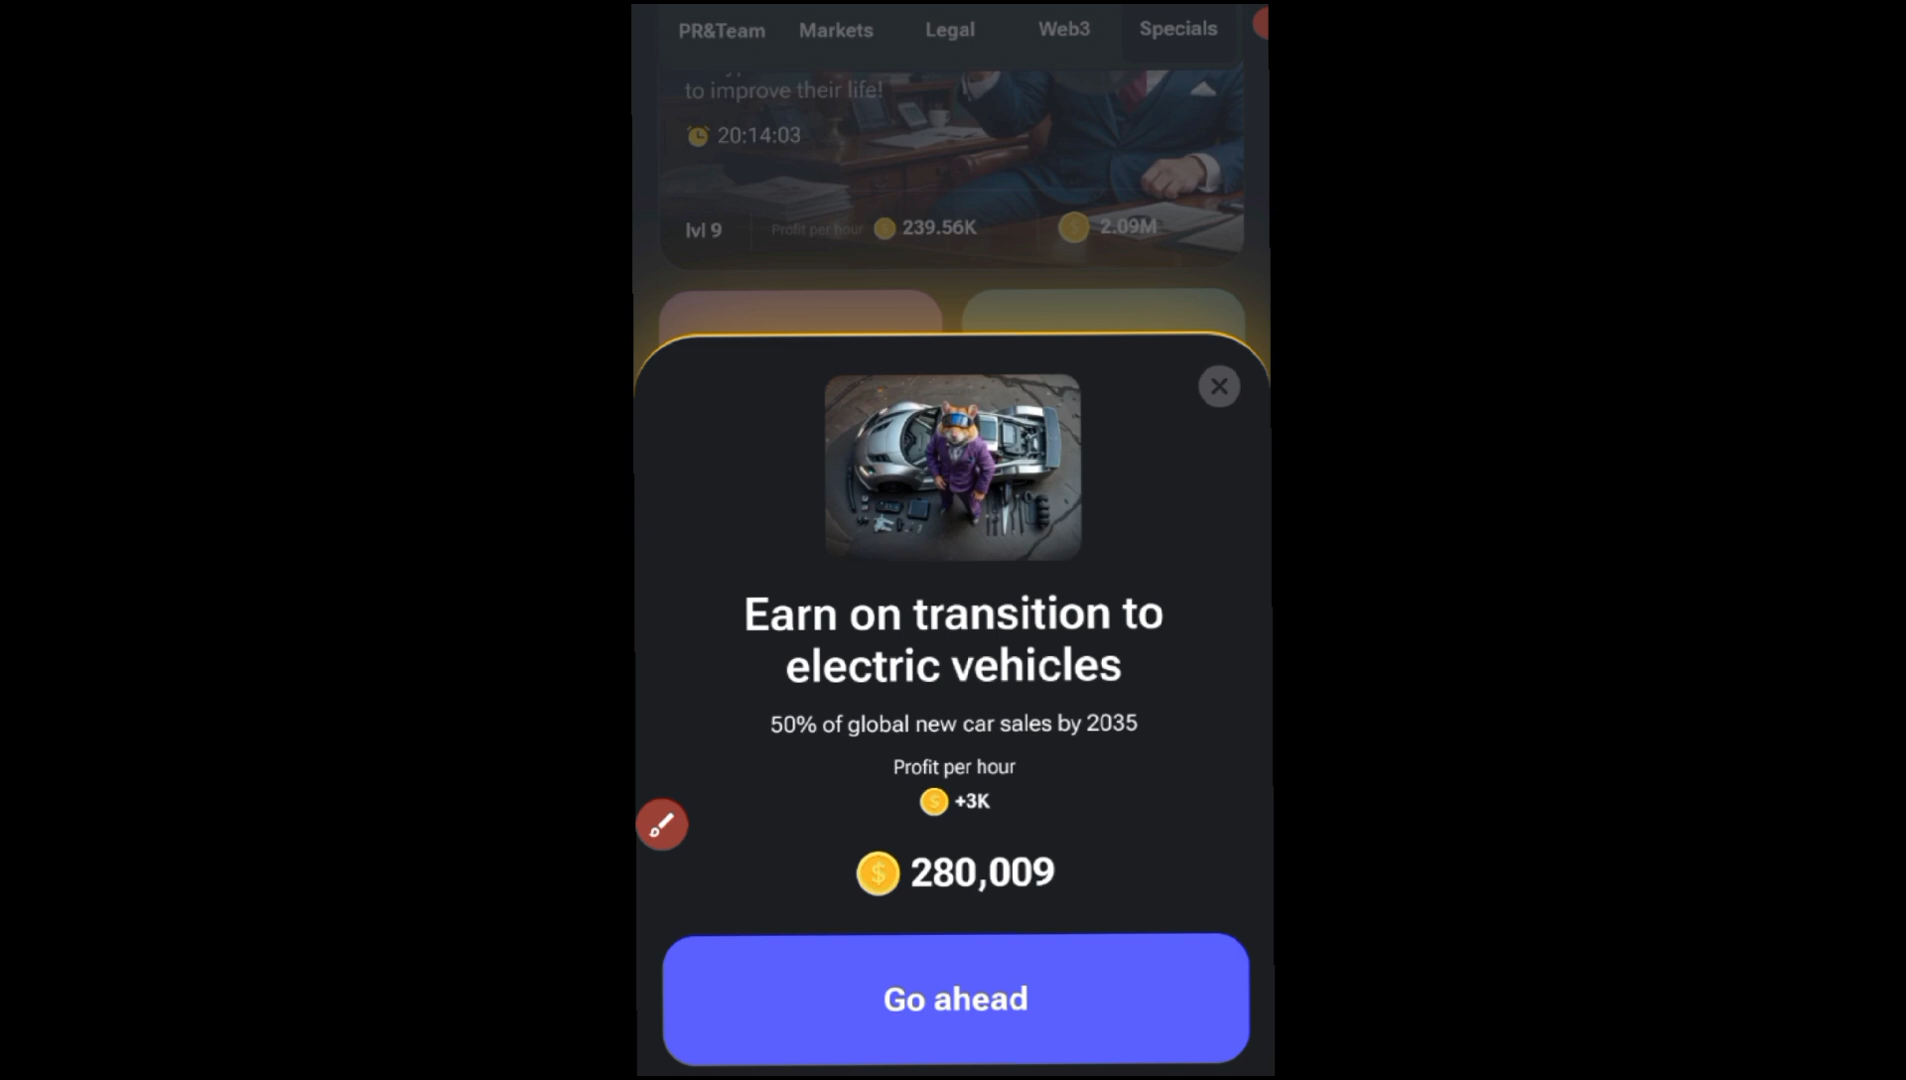 PR&Team Markets Legal Web3 Specials
to improve their life!
20:14:03
lvl 9 Profit per hour 239.56K 2.09M
Earn on transition to
electric vehicles
50% of global new car sales by 2035
Profit per hour
+3K
280,009
Go ahead